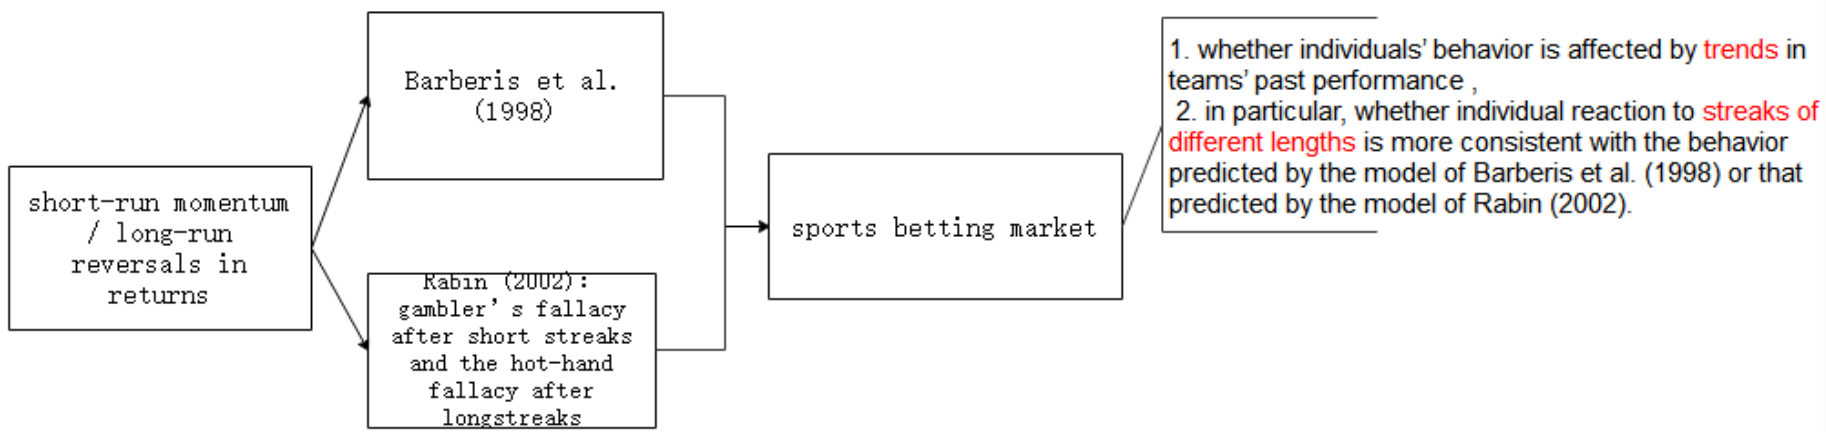 short-run momentum
/ long-run
reversals in
returns
Barberis et al.
(1998)
Rabin (2002):
gambler’s fallacy
after short streaks
and the hot-hand
fallacy after
longstreaks
sports betting market
1. whether individuals’ behavior is affected by trends in
teams’ past performance ,
2. in particular, whether individual reaction to streaks of
different lengths is more consistent with the behavior
predicted by the model of Barberis et al. (1998) or that
predicted by the model of Rabin (2002).